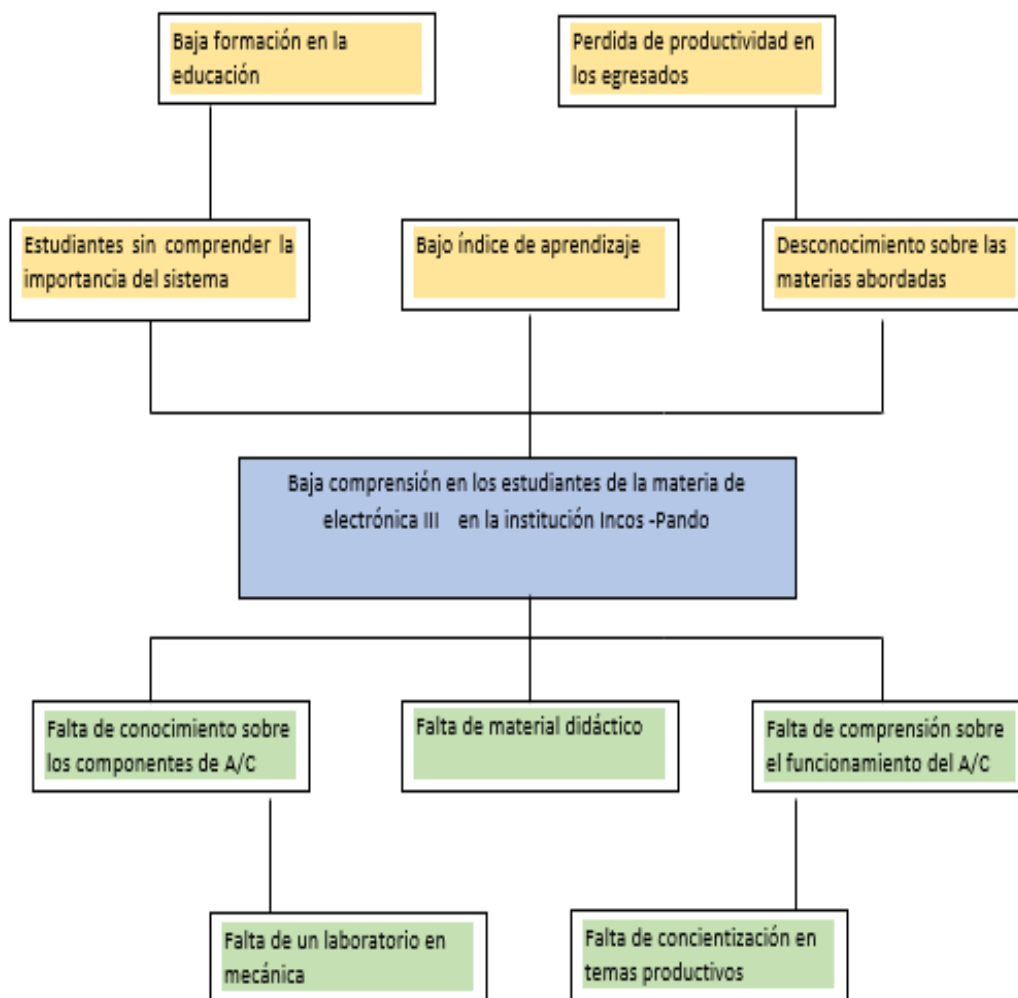 Baja formación en la
educación
Perdida de productividad en
los egresados
Estudiantes sin comprender la
importancia del sistema
Bajo índice de aprendizaje
Desconocimiento sobre las
materias abordadas
Baja comprensión en los estudiantes de la materia de
electrónica III en la institución Incos -Pando
Falta de conocimiento sobre
los componentes de A/C
Falta de material didáctico
Falta de comprensión sobre
el funcionamiento del A/C
Falta de un laboratorio en
mecánica
Falta de concientización en
temas productivos